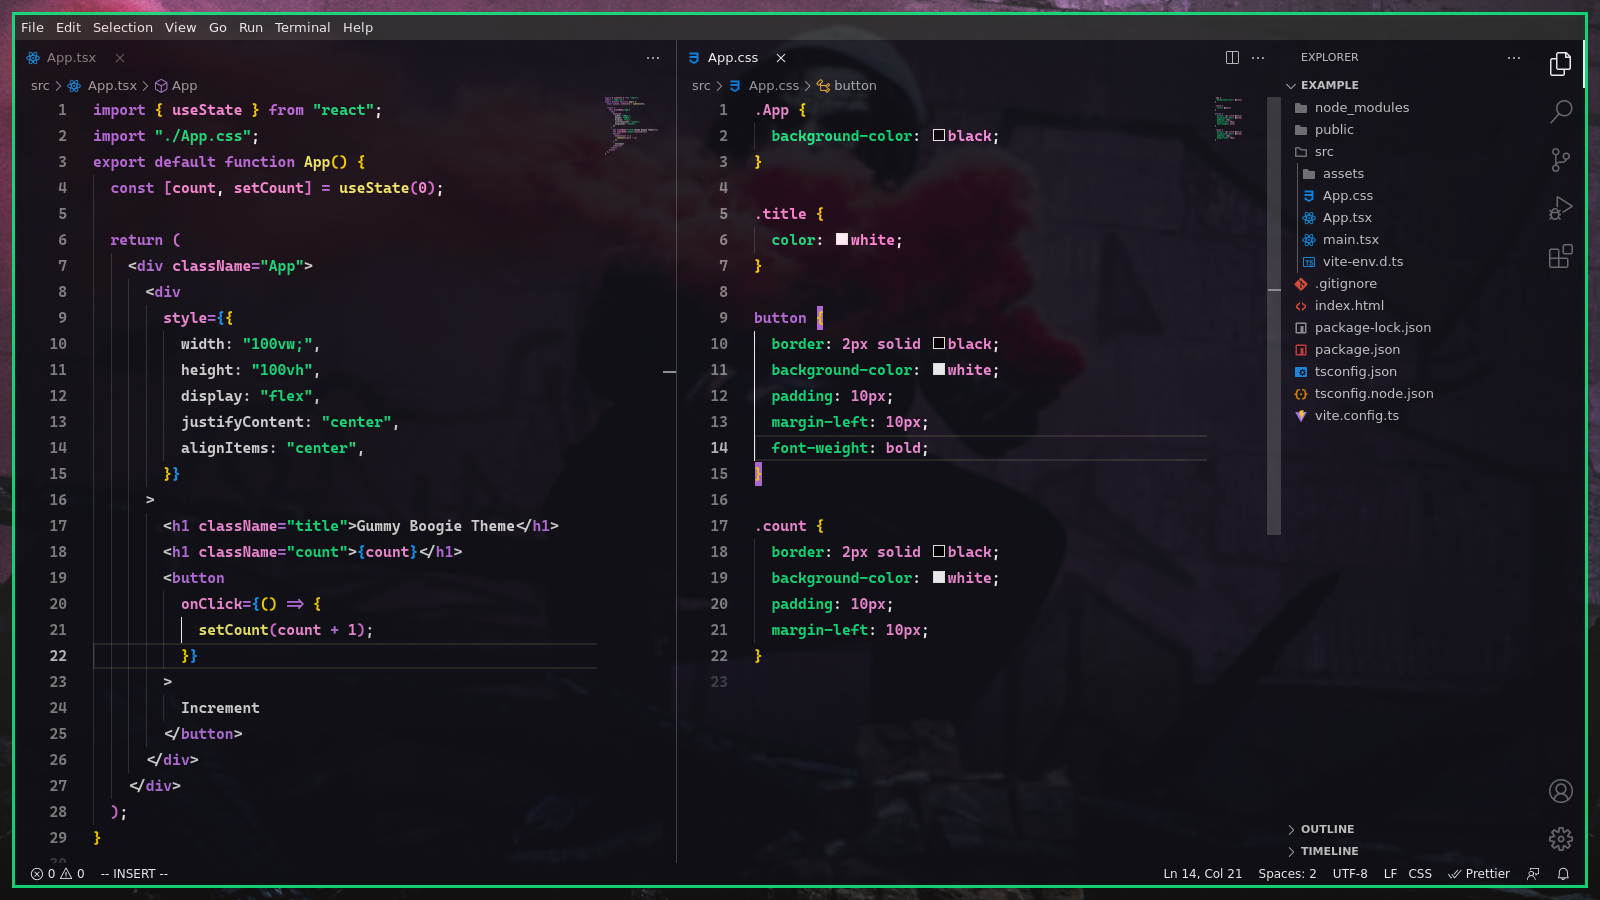 File Edit Selection View Go Run Terminal Help
App.tsx
src App.tsx App
1 import { useState } from "react";
2 import "./App.css";
3 export default function App() {
4 const [count, setCount] = useState(0);
5
6 return (
7 <div className="App">
8 <div
9 style={{
10 width: "100vw;",
11 height: "100vh",
12 display: "flex",
13 justifyContent: "center",
14 alignItems: "center",
15 }}
16 >
17 <h1 className="title">Gummy Boogie Theme</h1>
18 <h1 className="count">{count}</h1>
19 <button
20 onClick={() => {
21 setCount(count + 1);
22 }}
23 >
24 Increment
25 </button>
26 </div>
27 </div>
28 );
29 }
30
App.css
src App.css button
1 .App {
2 background-color: black;
3 }
4
5 .title {
6 color: white;
7 }
8
9 button {
10 border: 2px solid black;
11 background-color: white;
12 padding: 10px;
13 margin-left: 10px;
14 font-weight: bold;
15 }
16
17 .count {
18 border: 2px solid black;
19 background-color: white;
20 padding: 10px;
21 margin-left: 10px;
22 }
23
EXPLORER
EXAMPLE
node_modules
public
src
assets
App.css
App.tsx
main.tsx
TS vite-env.d.ts
.gitignore
index.html
package-lock.json
package.json
tsconfig.json
tsconfig.node.json
vite.config.ts
OUTLINE
TIMELINE
0 0 -- INSERT -- Ln 14, Col 21 Spaces: 2 UTF-8 LF CSS Prettier